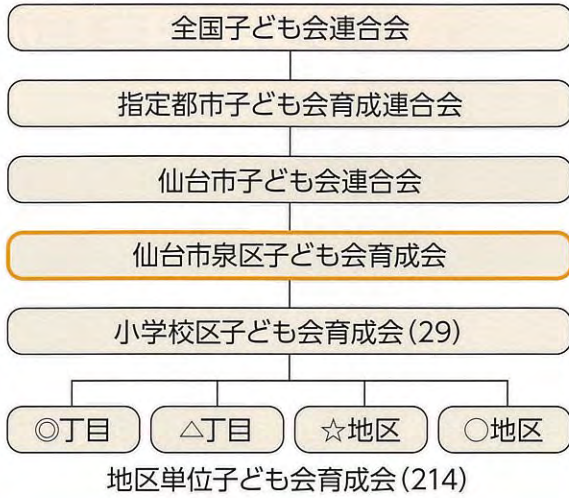 全国子ども会連合会
指定都市子ども会育成連合会
仙台市子ども会連合会
仙台市泉区子ども会育成会
小学校区子ども会育成会(29)
◎丁目 △丁目 ☆地区 〇地区
地区単位子ども会育成会(214)